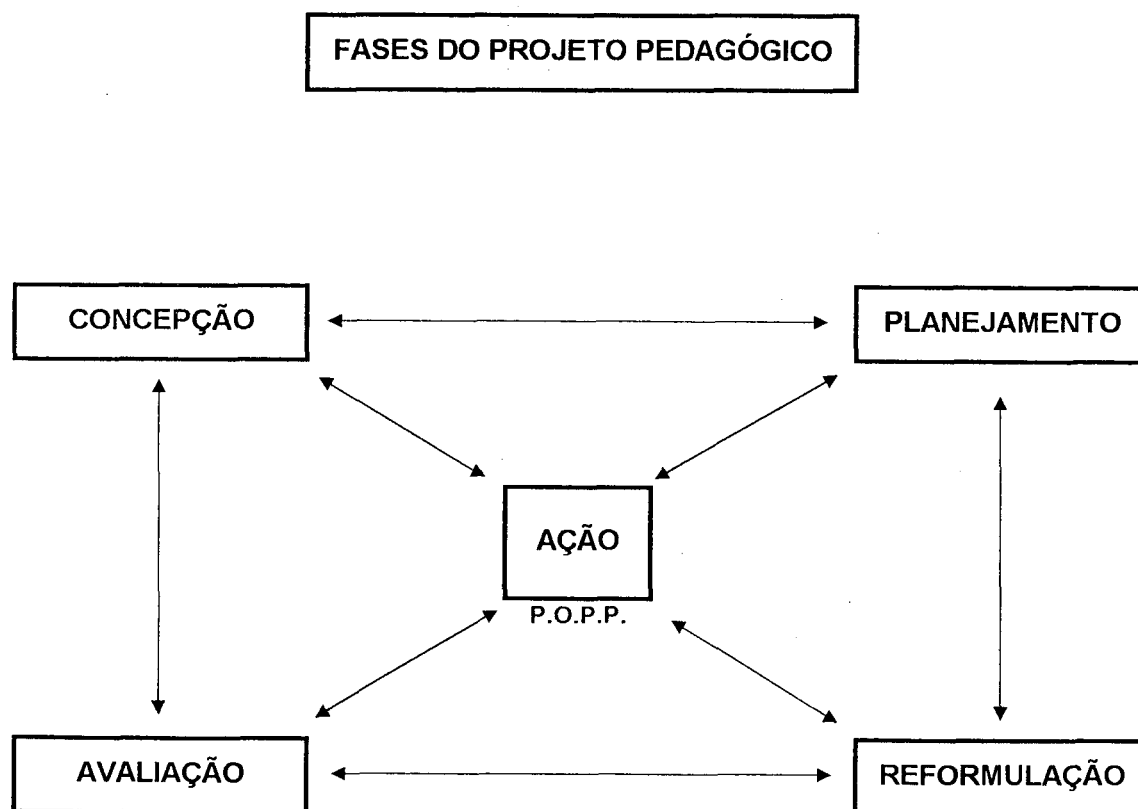 FASES DO PROJETO PEDAGÓGICO
CONCEPÇÃO
PLANEJAMENTO
AÇÃO
P.O.P.P.
AVALIAÇÃO
REFORMULAÇÃO